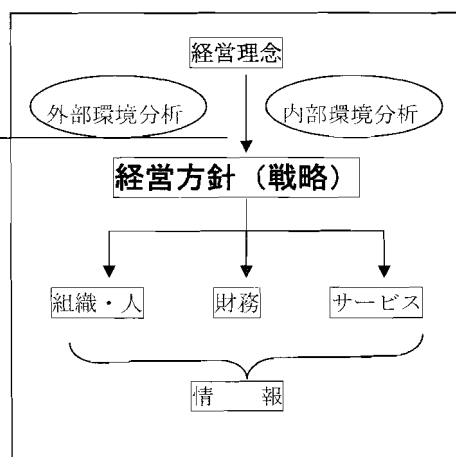 経営理念
外部環境分析　内部環境分析
経営方針（戦略）
組織・人　財務　サービス
情　報